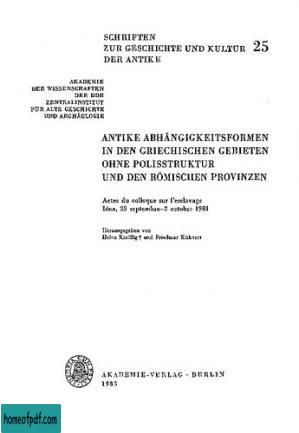 SCHRIFTEN
ZUR GESCHICHTE UND KULTUR 25
DER ANTIKE
AKADEMIE
DER WISSENSCHAFTEN
DER DDR
ZENTRALINSTITUT
FÜR ALTE GESCHICHTE
UND ARCHÄOLOGIE
ANTIKE ABHÄNGIGKEITSFORMEN
IN DEN GRIECHISCHEN GEBIETEN
OHNE POLISSTRUKTUR
UND DEN RÖMISCHEN PROVINZEN
Actes du colloque sur l'esclavage
Iéna, 29 septembre–2 octobre 1981
Herausgegeben von
Heinz Kreißig † und Friedmar Kühnert
AKADEMIE-VERLAG · BERLIN
1985
homeofpdf.com